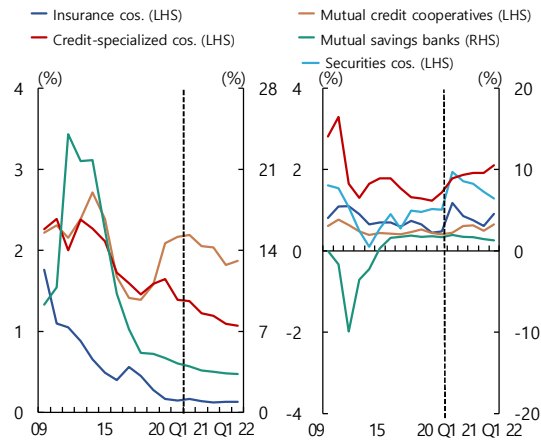 Insurance cos. (LHS)
Mutual credit cooperatives (LHS)
Credit-specialized cos. (LHS)
Mutual savings banks (RHS)
Securities cos. (LHS)
(%) (%) (%) (%)
4 28 4 20
3 21 2 10
2 14 0 0
1 7 -2 -10
0 0 -4 -20
09 15 20 Q1 21 Q1 22 09 15 20 Q1 21 Q1 22